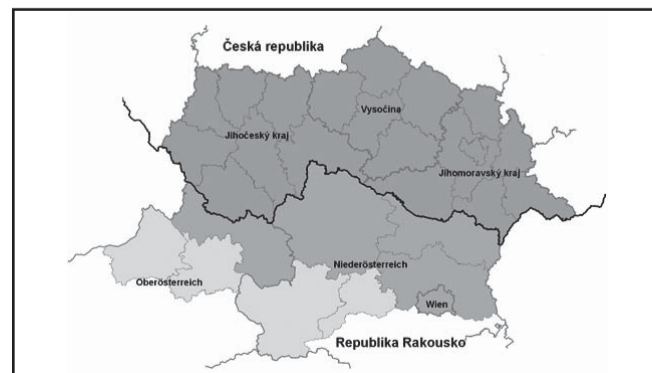 Česká republika
Vysočina
Jihočeský kraj
Jihomoravský kraj
Niederösterreich
Oberösterreich
Wien
Republika Rakousko